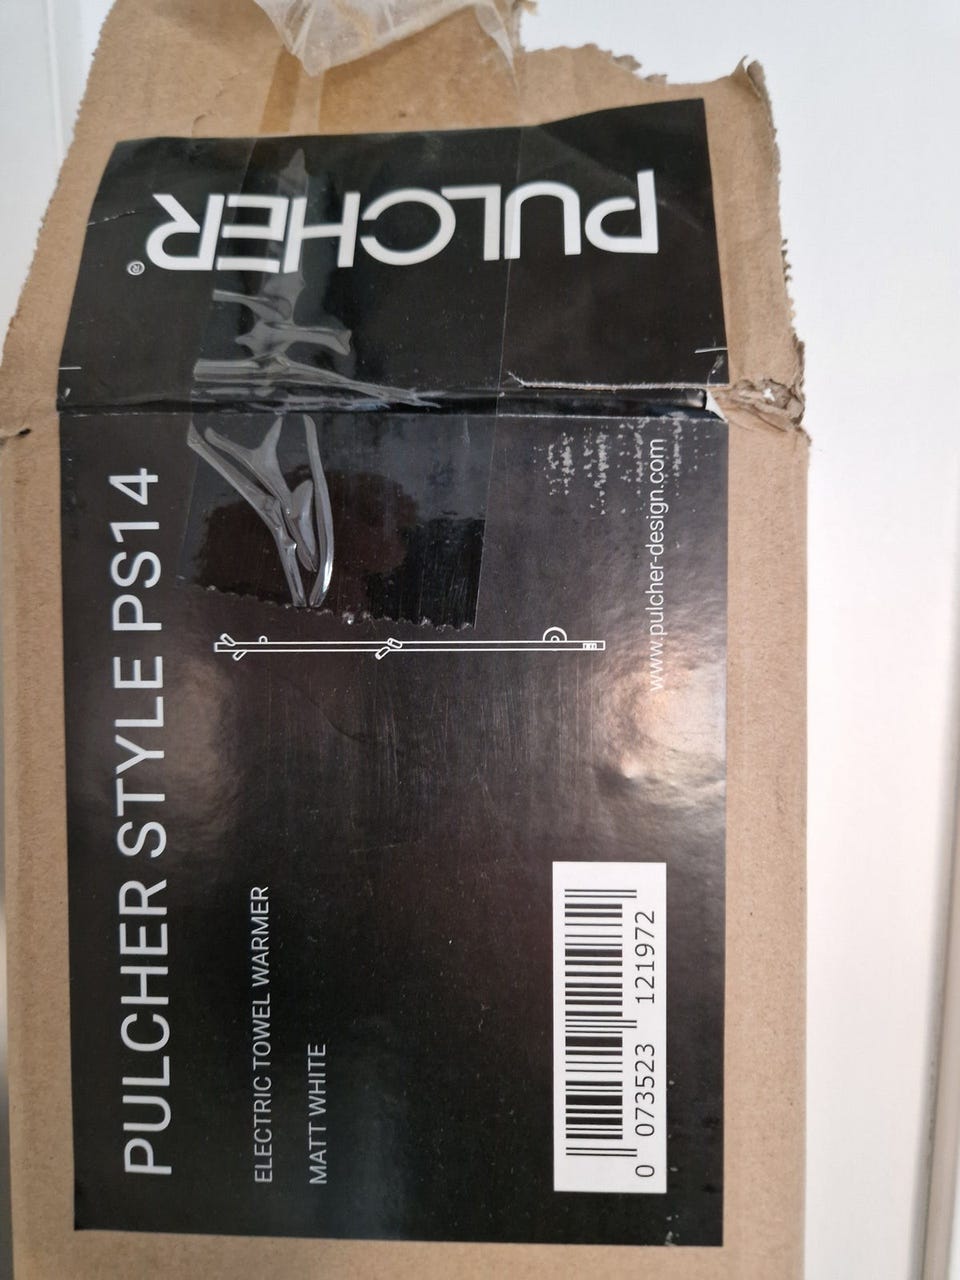 PULCHER®
PULCHER STYLE PS14
ELECTRIC TOWEL WARMER
MATT WHITE
www.pulcher-design.com
0 073523 121972